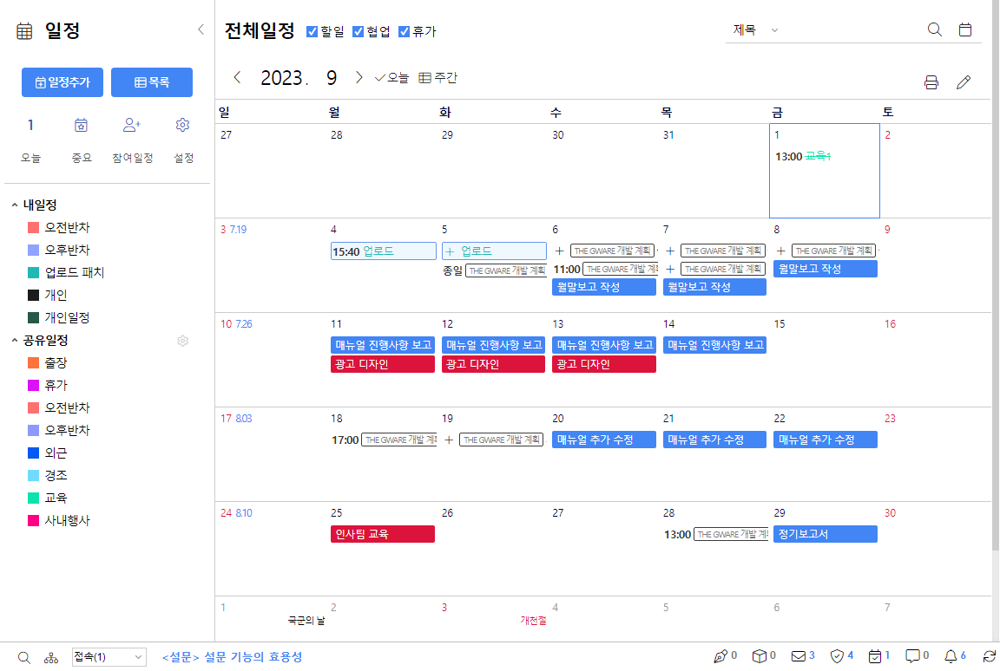 일정
전체일정 할일 협업 휴가
제목
일정추가 목록
2023. 9 오늘 주간
1
오늘 중요 참여일정 설정
내일정
오전반차
오후반차
업로드 패치
개인
개인일정
공유일정
출장
휴가
오전반차
오후반차
외근
경조
교육
사내행사
일 월 화 수 목 금 토
27 28 29 30 31 1 2
13:00 교육1
3 7.19 4 5 6 7 8 9
15:40 업로드 + 업로드 + THE GWARE 개발 계획 + THE GWARE 개발 계획 + THE GWARE 개발 계획
종일 THE GWARE 개발 계획 11:00 THE GWARE 개발 계획 + THE GWARE 개발 계획 월말보고 작성
월말보고 작성 월말보고 작성
10 7.26 11 12 13 14 15 16
매뉴얼 진행사항 보고 매뉴얼 진행사항 보고 매뉴얼 진행사항 보고 매뉴얼 진행사항 보고
광고 디자인 광고 디자인 광고 디자인
17 8.03 18 19 20 21 22 23
17:00 THE GWARE 개발 계획 + THE GWARE 개발 계획 매뉴얼 추가 수정 매뉴얼 추가 수정 매뉴얼 추가 수정
24 8.10 25 26 27 28 29 30
인사팀 교육 13:00 THE GWARE 개발 계획 정기보고서
1 2 3 4 5 6 7
국군의 날 개천절
접속(1) <설문> 설문 기능의 효용성 0 0 3 4 1 0 6